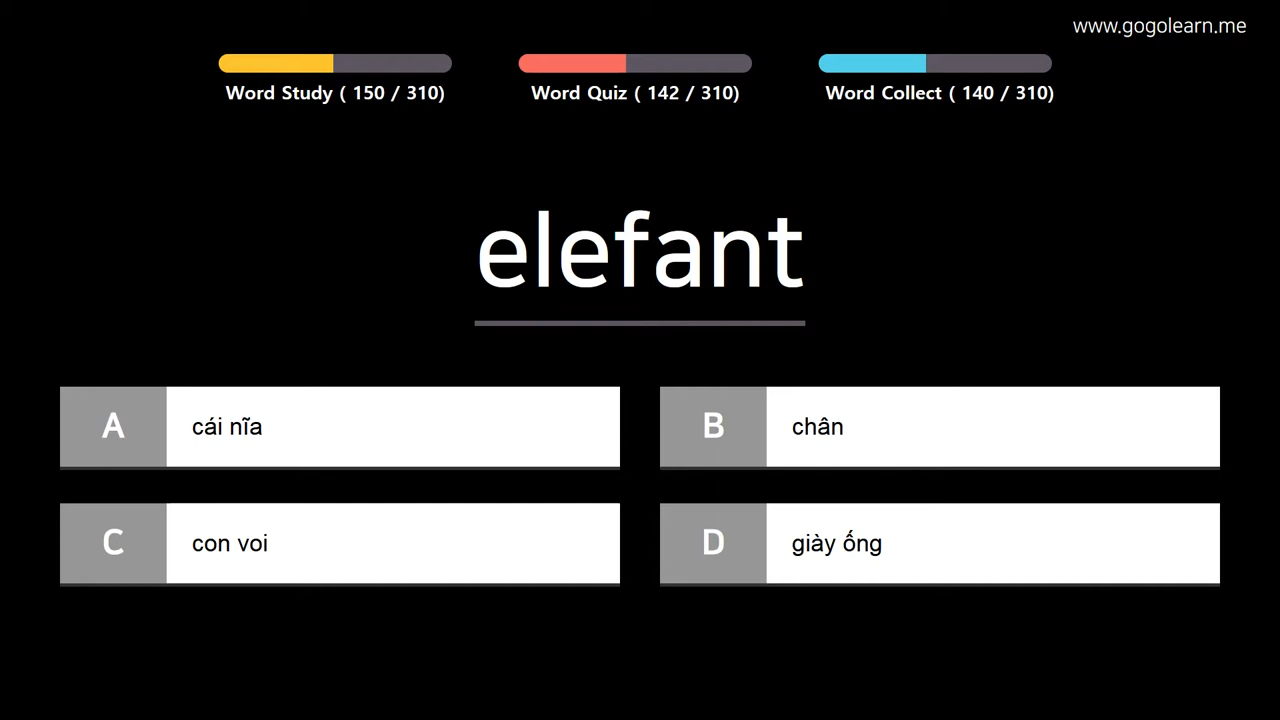 www.gogolearn.me
Word Study ( 150 / 310)
Word Quiz ( 142 / 310)
Word Collect ( 140 / 310)
elefant
A
cái nĩa
B
chân
C
con voi
D
giày ống